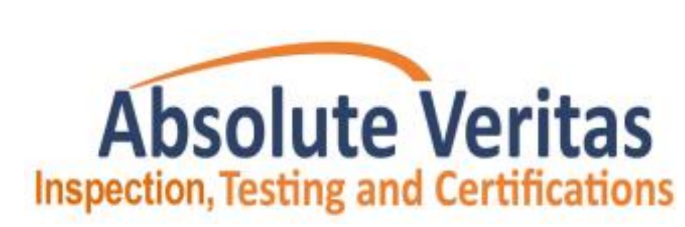 Absolute Veritas
Inspection, Testing and Certifications